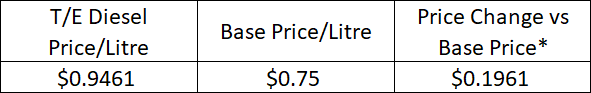 T/E Diesel
Price/Litre
Base Price/Litre
Price Change vs
Base Price*
$0.9461
$0.75
$0.1961